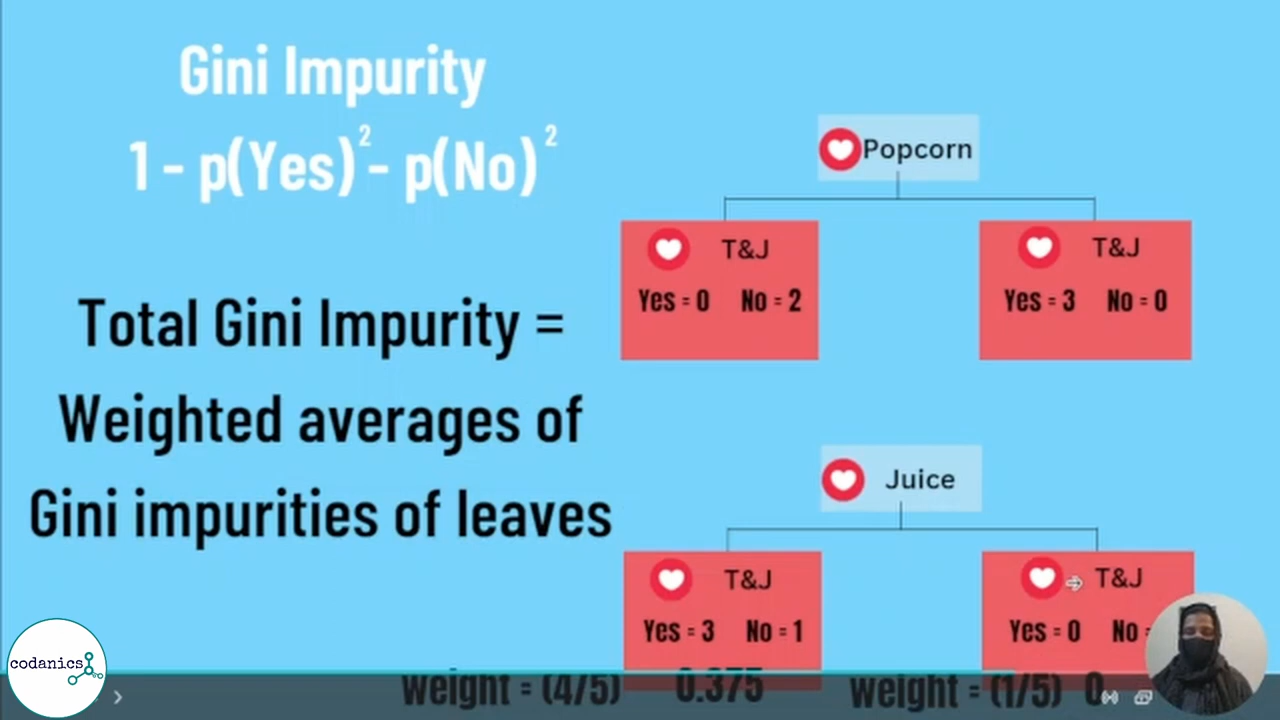 Gini Impurity
1 - p(Yes)² - p(No)²
Total Gini Impurity =
Weighted averages of
Gini impurities of leaves
Popcorn
T&J
Yes = 0 No = 2
T&J
Yes = 3 No = 0
Juice
T&J
Yes = 3 No = 1
T&J
Yes = 0 No =
weight = (4/5) 0.375
weight = (1/5) 0
codanics